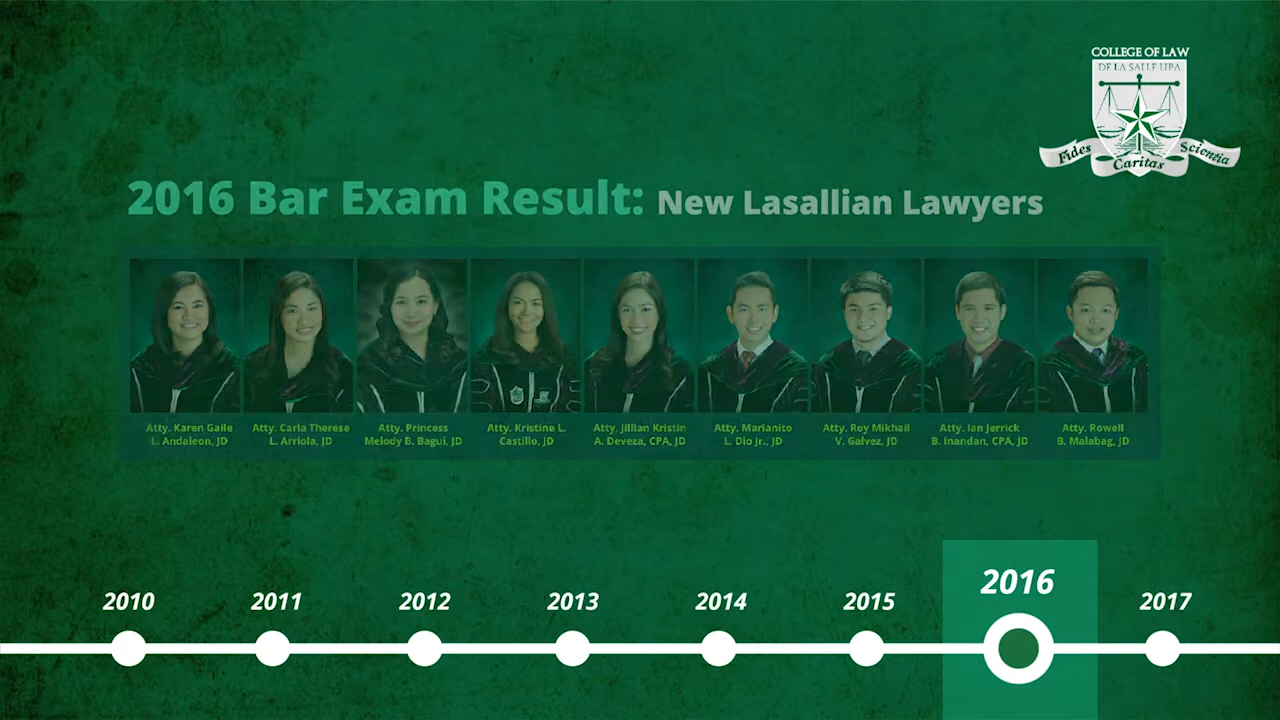 COLLEGE OF LAW
DE LA SALLE LIPA
Fides
Caritas
Scientia
2016 Bar Exam Result: New Lasallian Lawyers
Atty. Karen Gaile
L. Andaleon, JD
Atty. Carla Therese
L. Arriola, JD
Atty. Princess
Melody B. Bagui, JD
Atty. Kristine L.
Castillo, JD
Atty. Jillian Kristin
A. Deveza, CPA, JD
Atty. Marianito
L. Dio Jr., JD
Atty. Roy Mikhail
V. Galvez, JD
Atty. Ian Jerrick
B. Inandan, CPA, JD
Atty. Rowell
B. Malabag, JD
2010
2011
2012
2013
2014
2015
2016
2017